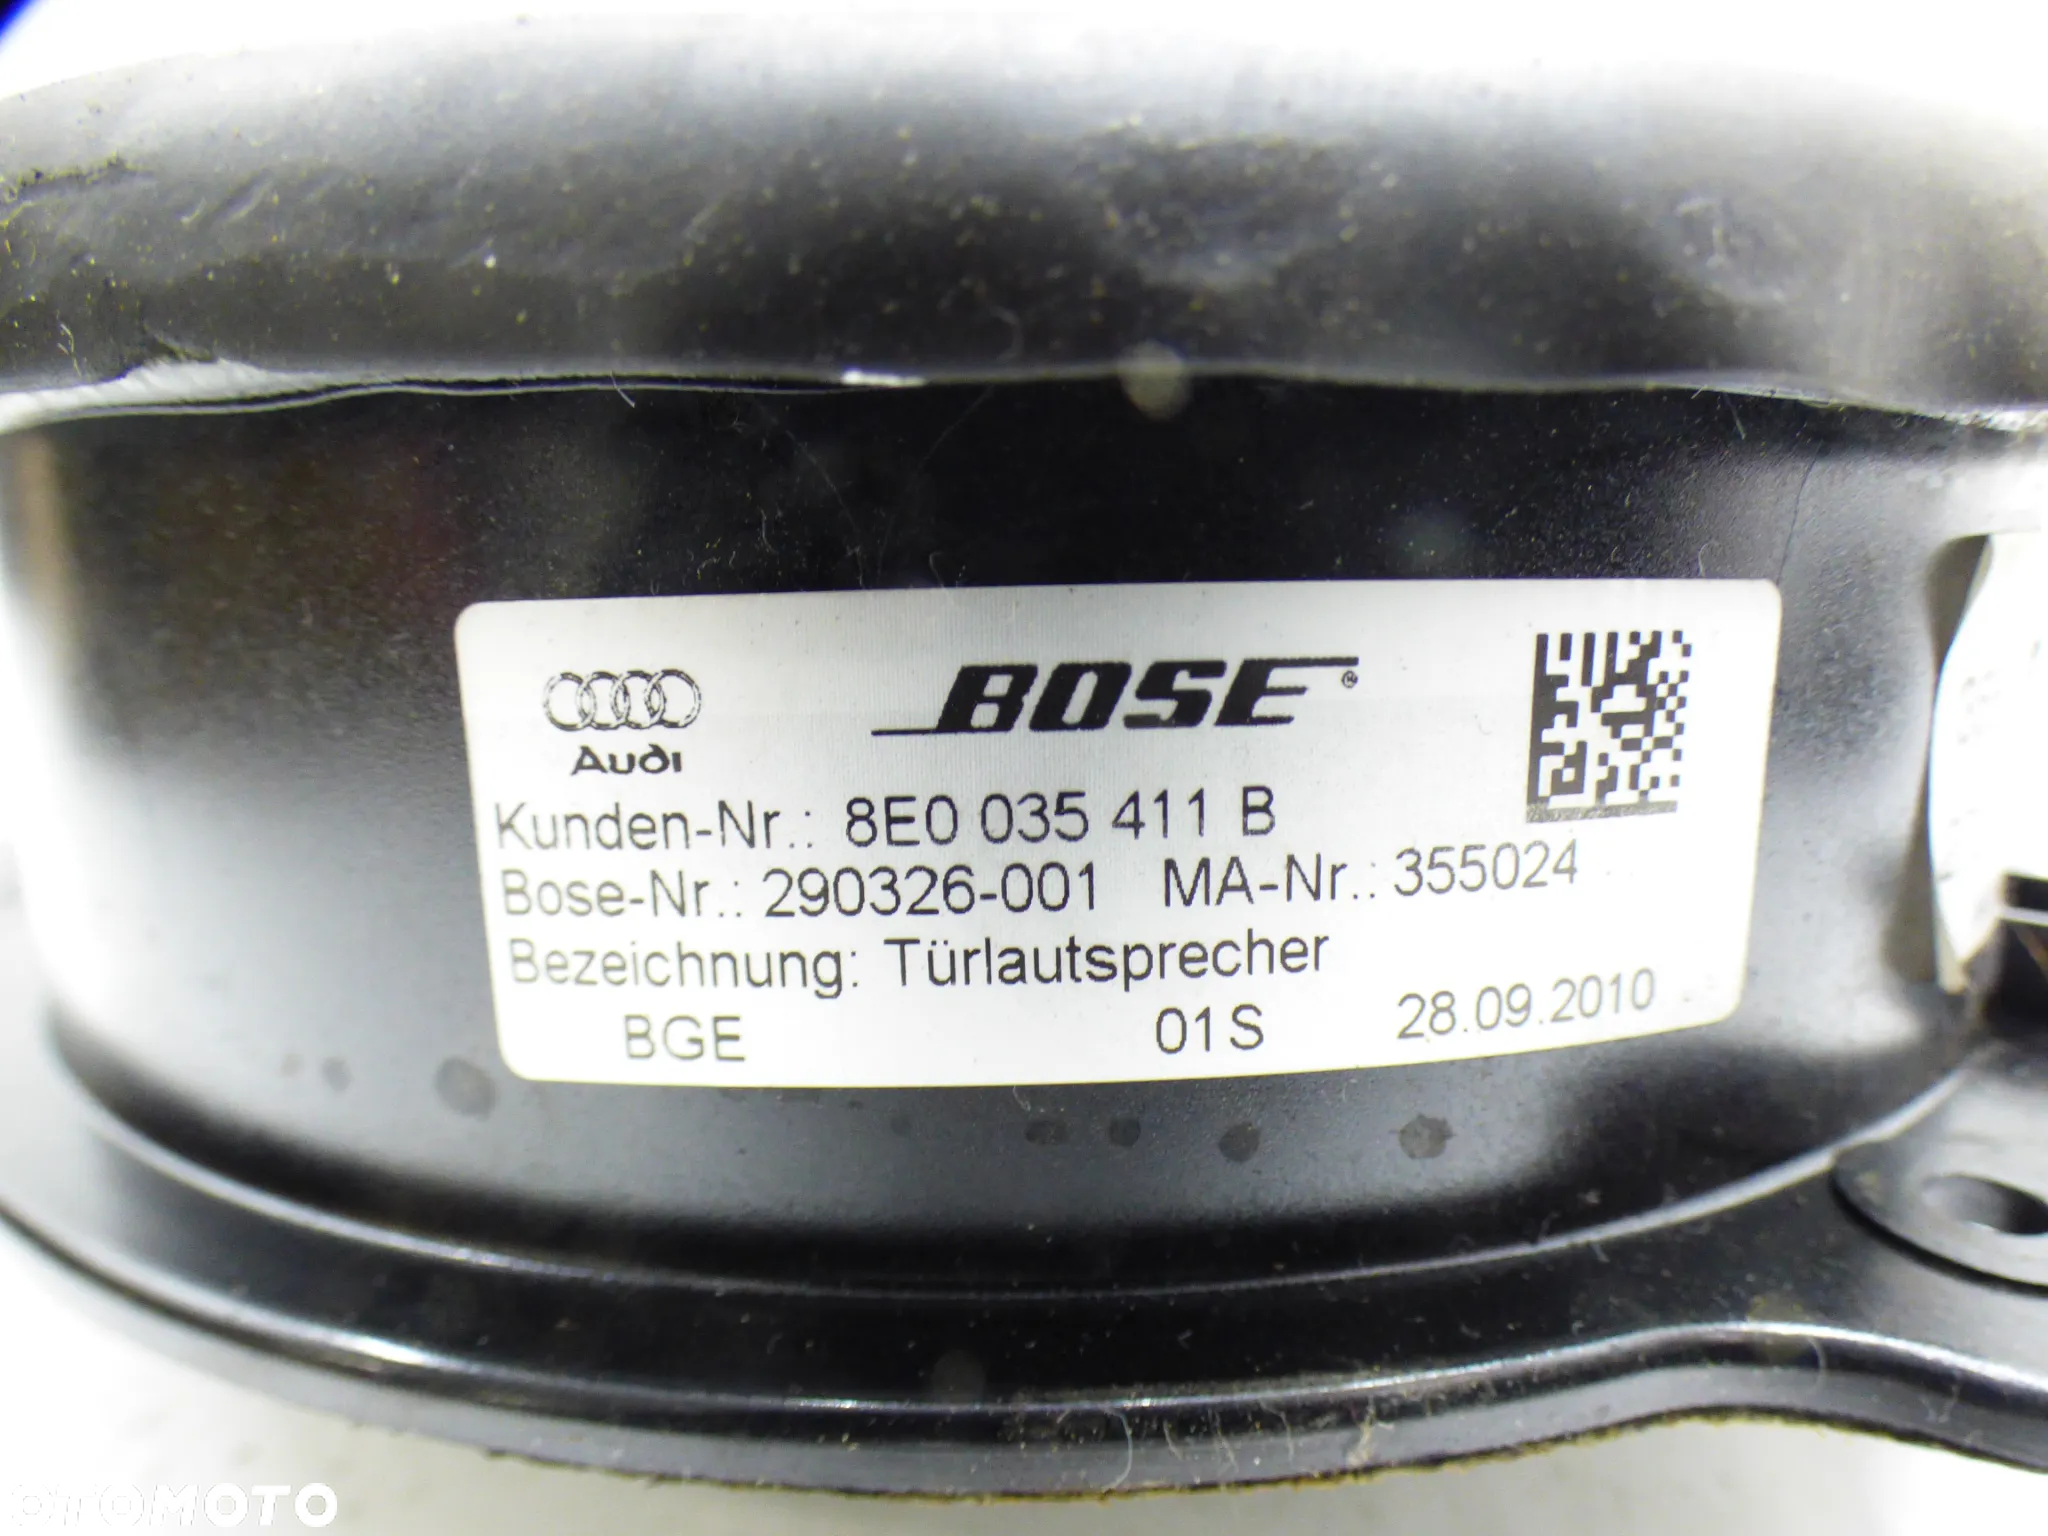 Audi
BOSE®
Kunden-Nr.: 8E0 035 411 B
Bose-Nr.: 290326-001 MA-Nr.: 355024
Bezeichnung: Türlautsprecher
BGE 01S 28.09.2010
OTOMOTO